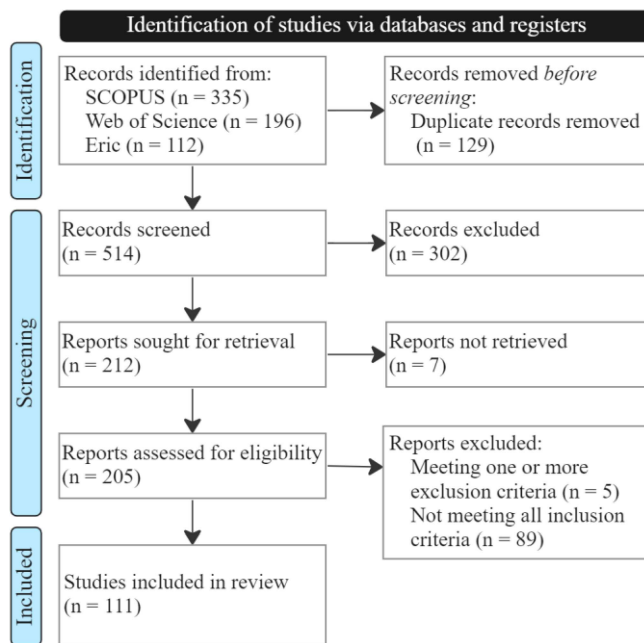 Identification of studies via databases and registers
Identification
Records identified from:
SCOPUS (n = 335)
Web of Science (n = 196)
Eric (n = 112)
Records removed before
screening:
Duplicate records removed
(n = 129)
Screening
Records screened
(n = 514)
Records excluded
(n = 302)
Reports sought for retrieval
(n = 212)
Reports not retrieved
(n = 7)
Reports assessed for eligibility
(n = 205)
Reports excluded:
Meeting one or more
exclusion criteria (n = 5)
Not meeting all inclusion
criteria (n = 89)
Included
Studies included in review
(n = 111)